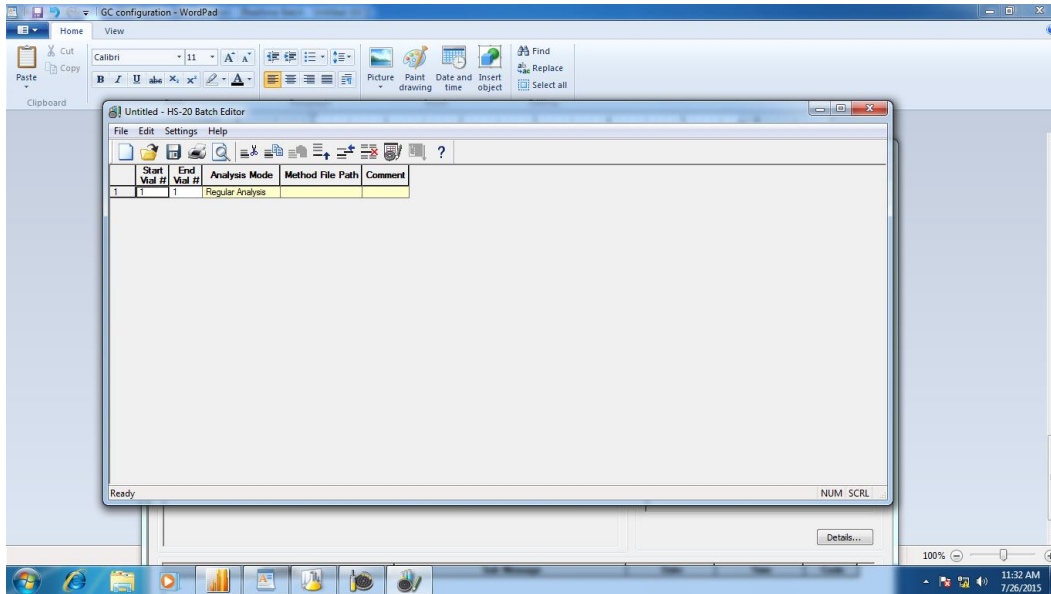 GC configuration - WordPad
Home View
Cut
Copy
Paste
Clipboard
Calibri 11 A A
B I U abc X₂ X² A
Picture
Paint drawing
Date and time
Insert object
Find
Replace
Select all
Untitled - HS-20 Batch Editor
File Edit Settings Help
?
Start Vial # End Vial # Analysis Mode Method File Path Comment
1 1 1 Regular Analysis
Ready NUM SCRL
Details...
100%
11:32 AM
7/26/2015